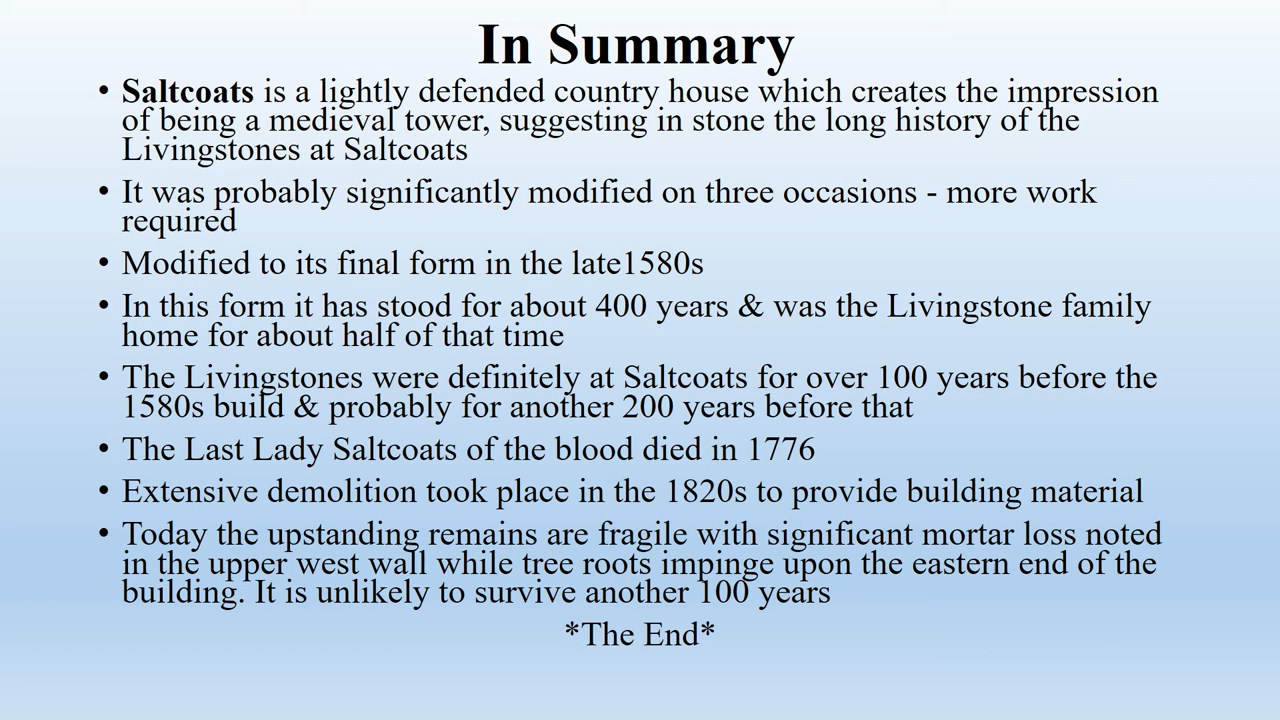 In Summary
• Saltcoats is a lightly defended country house which creates the impression
of being a medieval tower, suggesting in stone the long history of the
Livingstones at Saltcoats
• It was probably significantly modified on three occasions - more work
required
• Modified to its final form in the late1580s
• In this form it has stood for about 400 years & was the Livingstone family
home for about half of that time
• The Livingstones were definitely at Saltcoats for over 100 years before the
1580s build & probably for another 200 years before that
• The Last Lady Saltcoats of the blood died in 1776
• Extensive demolition took place in the 1820s to provide building material
• Today the upstanding remains are fragile with significant mortar loss noted
in the upper west wall while tree roots impinge upon the eastern end of the
building. It is unlikely to survive another 100 years
*The End*